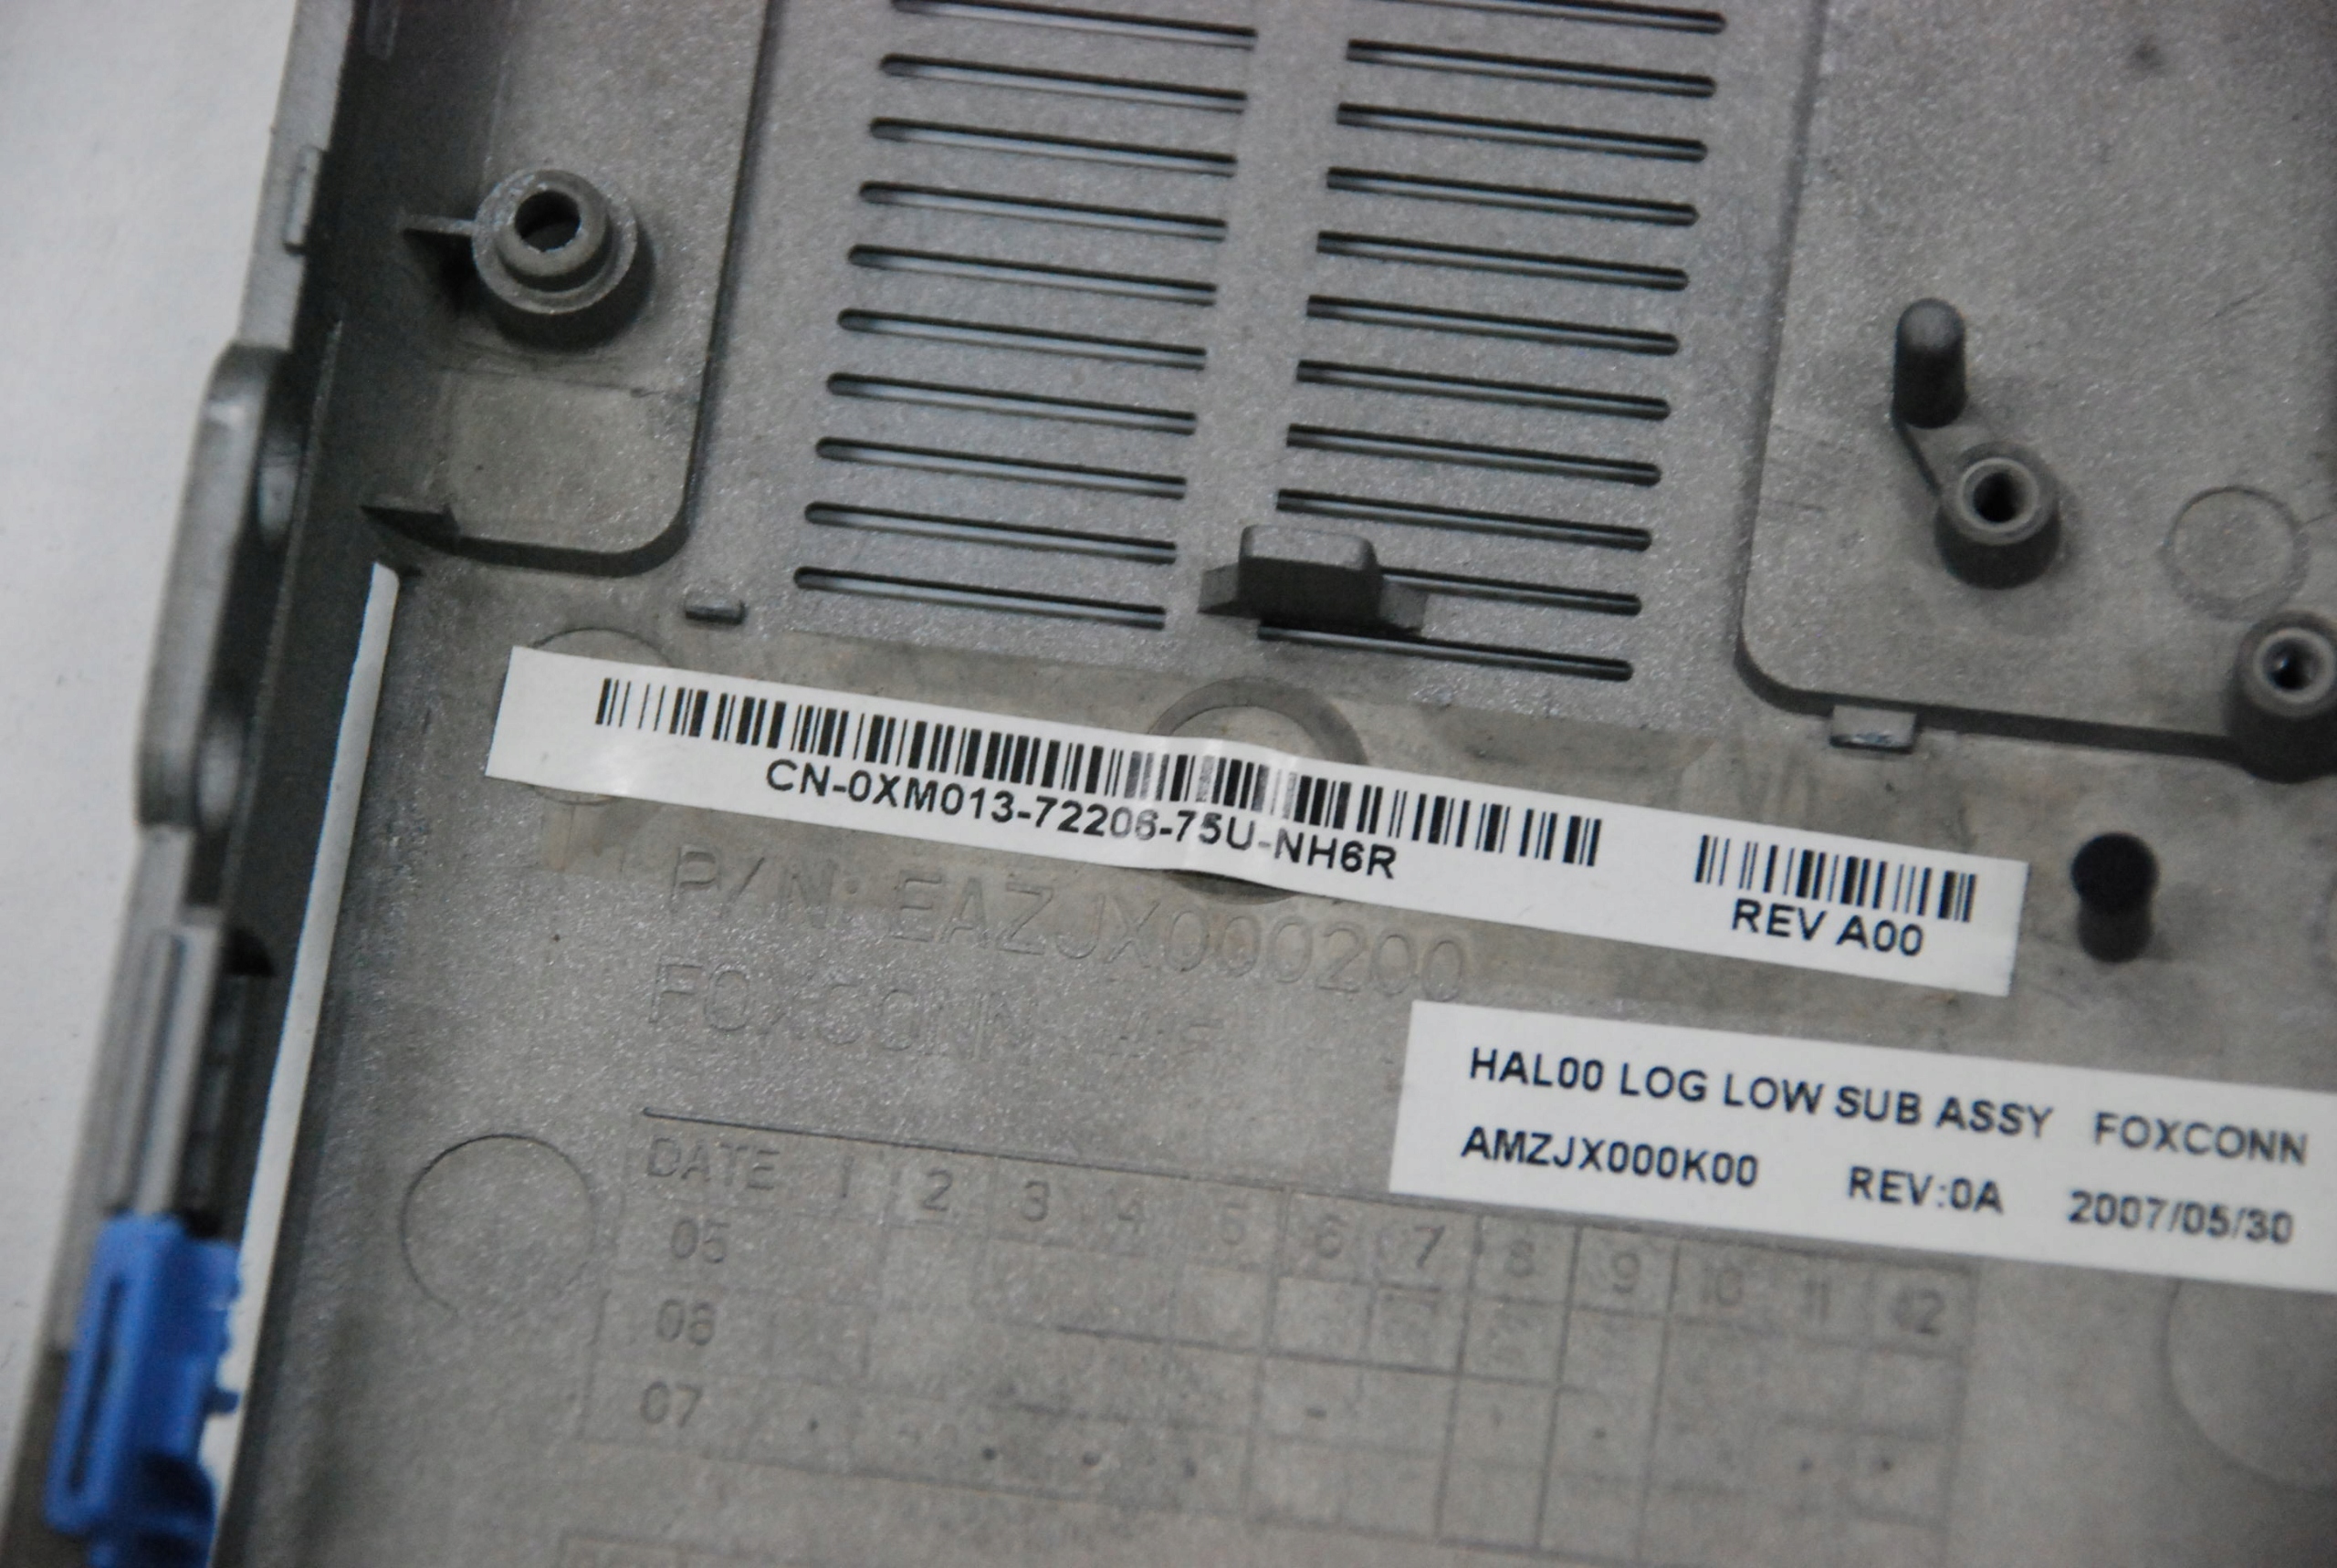 CN-0XM013-72206-75U-NH6R
REV A00
P/N: EAZJX000200
FOXCONN
HAL00 LOG LOW SUB ASSY FOXCONN
AMZJX000K00 REV:0A 2007/05/30
DATE 1 2 3 4 5 6 7 8 9 10 11 12
05
06
07